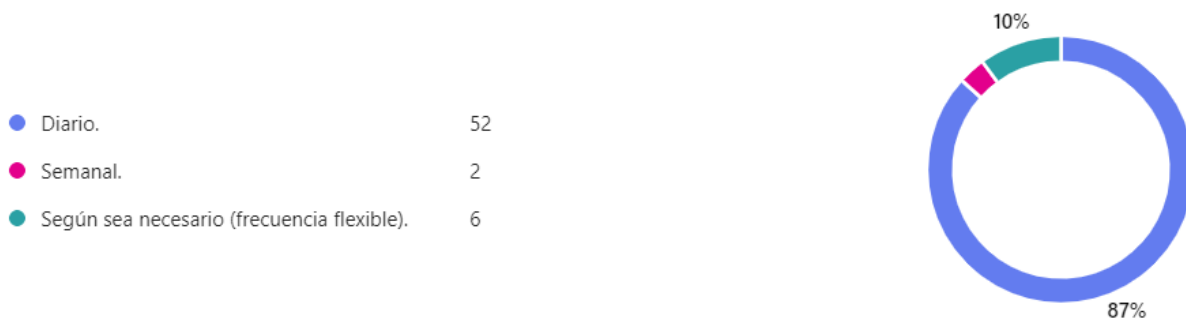 10%
Diario. 52
Semanal. 2
Según sea necesario (frecuencia flexible). 6
87%